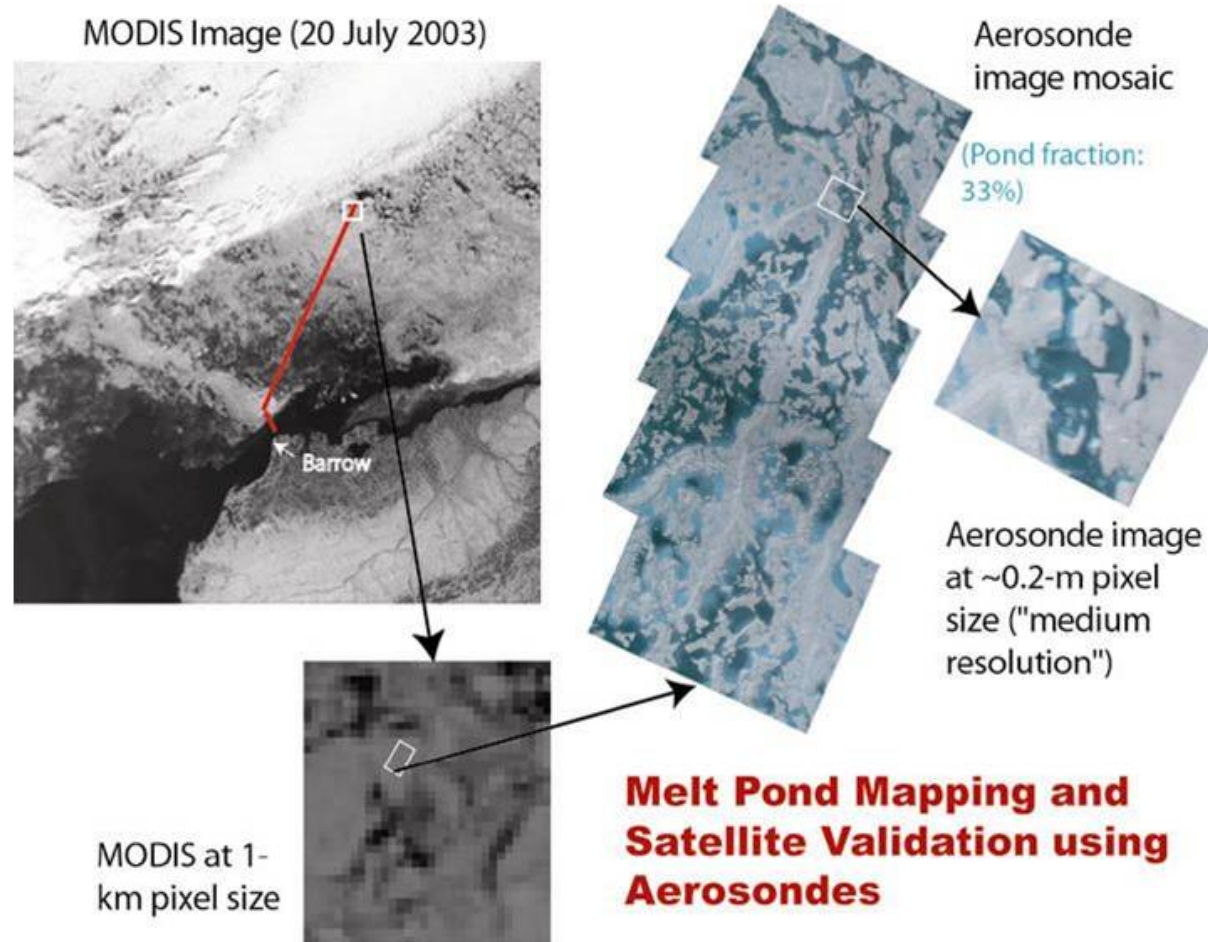 MODIS Image (20 July 2003)
Barrow
MODIS at 1-
km pixel size
Aerosonde
image mosaic
(Pond fraction:
33%)
Aerosonde image
at ~0.2-m pixel
size ("medium
resolution")
Melt Pond Mapping and
Satellite Validation using
Aerosondes